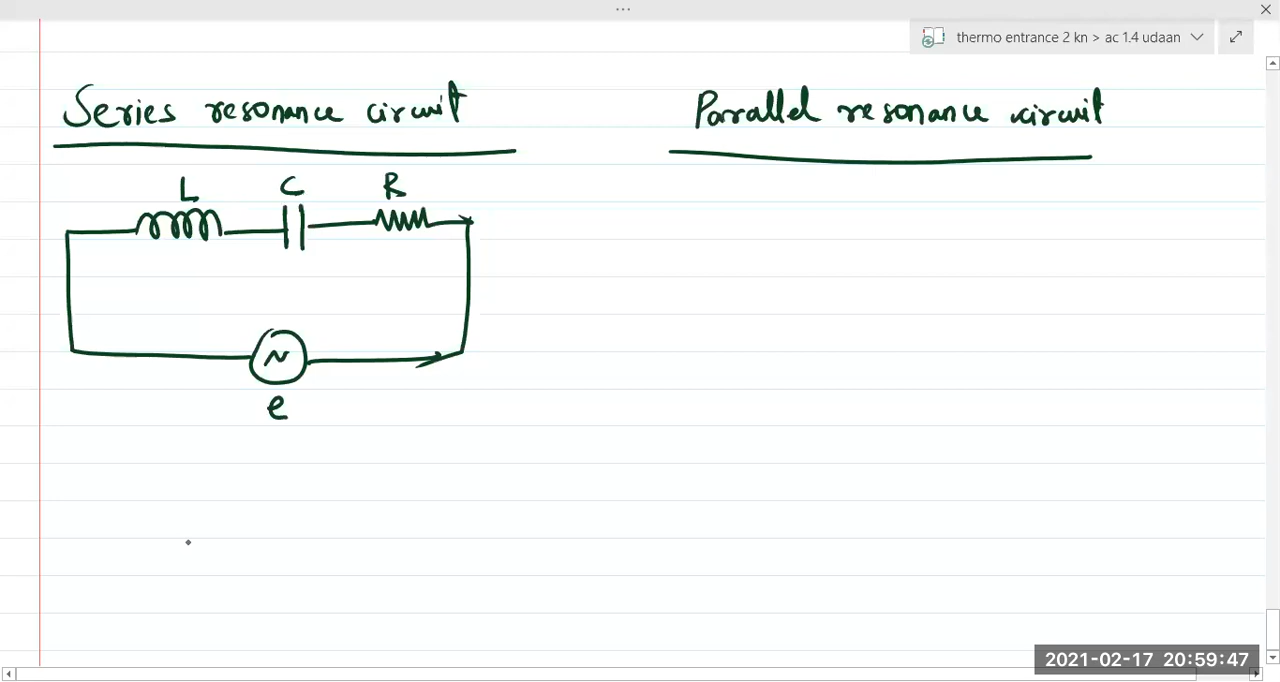 thermo entrance 2 kn > ac 1.4 udaan
Series resonance circuit
Parallel resonance circuit
L C R
~
e
2021-02-17 20:59:47